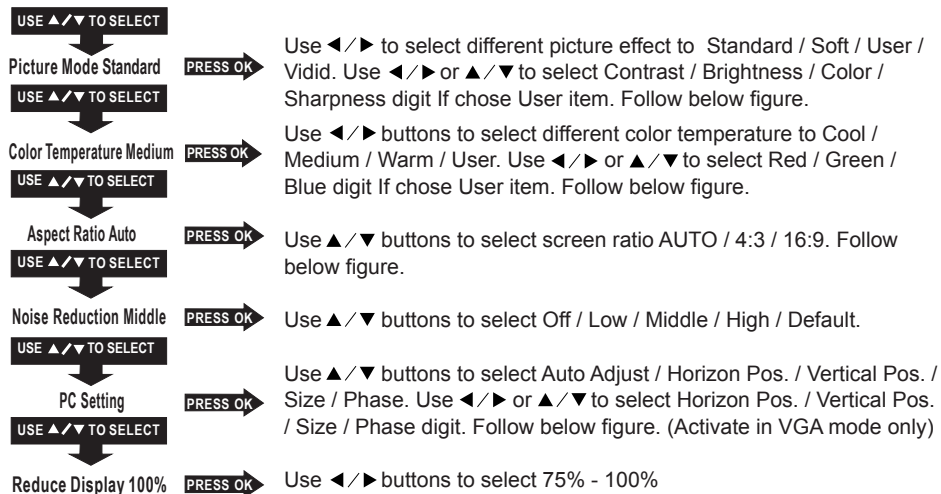 USE ▲/▼ TO SELECT
Picture Mode Standard
PRESS OK
Use ◀/▶ to select different picture effect to Standard / Soft / User /
Vidid. Use ◀/▶ or ▲/▼ to select Contrast / Brightness / Color /
Sharpness digit If chose User item. Follow below figure.
USE ▲/▼ TO SELECT
Color Temperature Medium
PRESS OK
Use ◀/▶ buttons to select different color temperature to Cool /
Medium / Warm / User. Use ◀/▶ or ▲/▼ to select Red / Green /
Blue digit If chose User item. Follow below figure.
USE ▲/▼ TO SELECT
Aspect Ratio Auto
PRESS OK
Use ▲/▼ buttons to select screen ratio AUTO / 4:3 / 16:9. Follow
below figure.
USE ▲/▼ TO SELECT
Noise Reduction Middle
PRESS OK
Use ▲/▼ buttons to select Off / Low / Middle / High / Default.
USE ▲/▼ TO SELECT
PC Setting
PRESS OK
Use ▲/▼ buttons to select Auto Adjust / Horizon Pos. / Vertical Pos. /
Size / Phase. Use ◀/▶ or ▲/▼ to select Horizon Pos. / Vertical Pos.
/ Size / Phase digit. Follow below figure. (Activate in VGA mode only)
USE ▲/▼ TO SELECT
Reduce Display 100%
PRESS OK
Use ◀/▶ buttons to select 75% - 100%